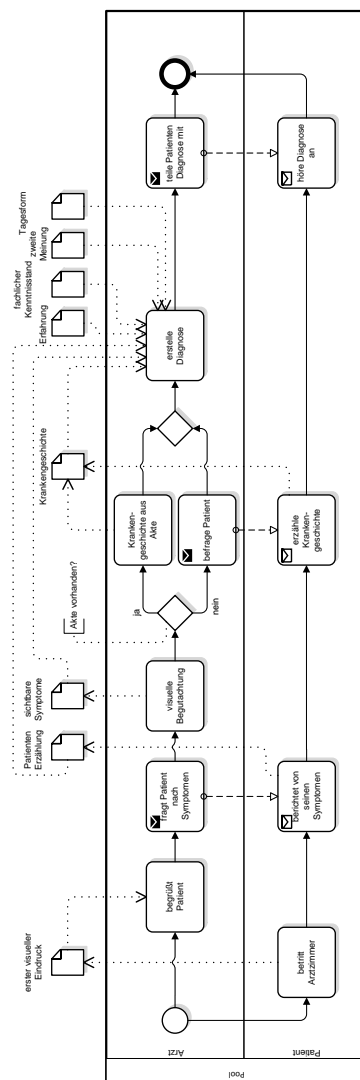 erster visueller
Eindruck
Patienten
Erzählung
sichtbare
Symptome
Akte vorhanden?
Krankengeschichte
Erfahrung
fachlicher
Kenntnisstand
zweite
Meinung
Tagesform
Pool
Arzt
begrüßt
Patient
fragt Patient
nach
Symptomen
visuelle
Begutachtung
ja
nein
Kranken-
geschichte aus
Akte
befrage Patient
erstelle
Diagnose
teile Patienten
Diagnose mit
Patient
betritt
Arztzimmer
berichtet von
seinen
Symptomen
erzähle
Kranken-
geschichte
höre Diagnose
an